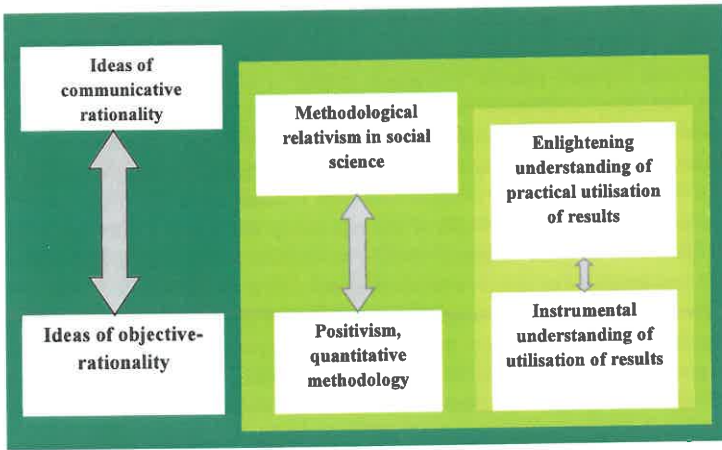 Ideas of
communicative
rationality
Ideas of objective-
rationality
Methodological
relativism in social
science
Positivism,
quantitative
methodology
Enlightening
understanding of
practical utilisation
of results
Instrumental
understanding of
utilisation of results